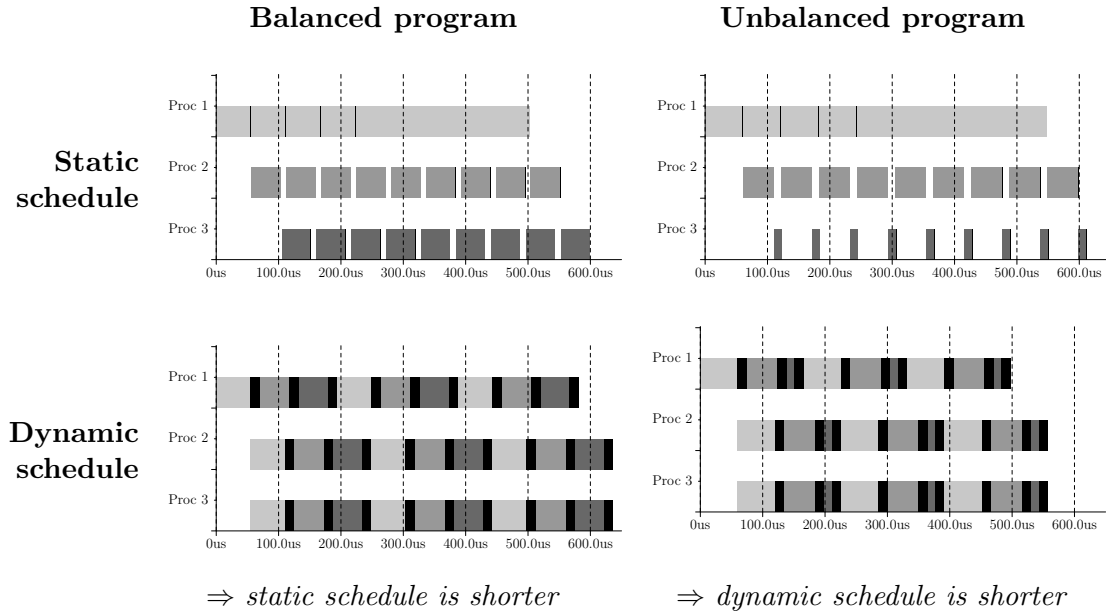 Balanced program
Unbalanced program
Static
schedule
Proc 1
Proc 2
Proc 3
0us 100.0us 200.0us 300.0us 400.0us 500.0us 600.0us
Proc 1
Proc 2
Proc 3
0us 100.0us 200.0us 300.0us 400.0us 500.0us 600.0us
Dynamic
schedule
Proc 1
Proc 2
Proc 3
0us 100.0us 200.0us 300.0us 400.0us 500.0us 600.0us
Proc 1
Proc 2
Proc 3
0us 100.0us 200.0us 300.0us 400.0us 500.0us 600.0us
⇒ static schedule is shorter
⇒ dynamic schedule is shorter